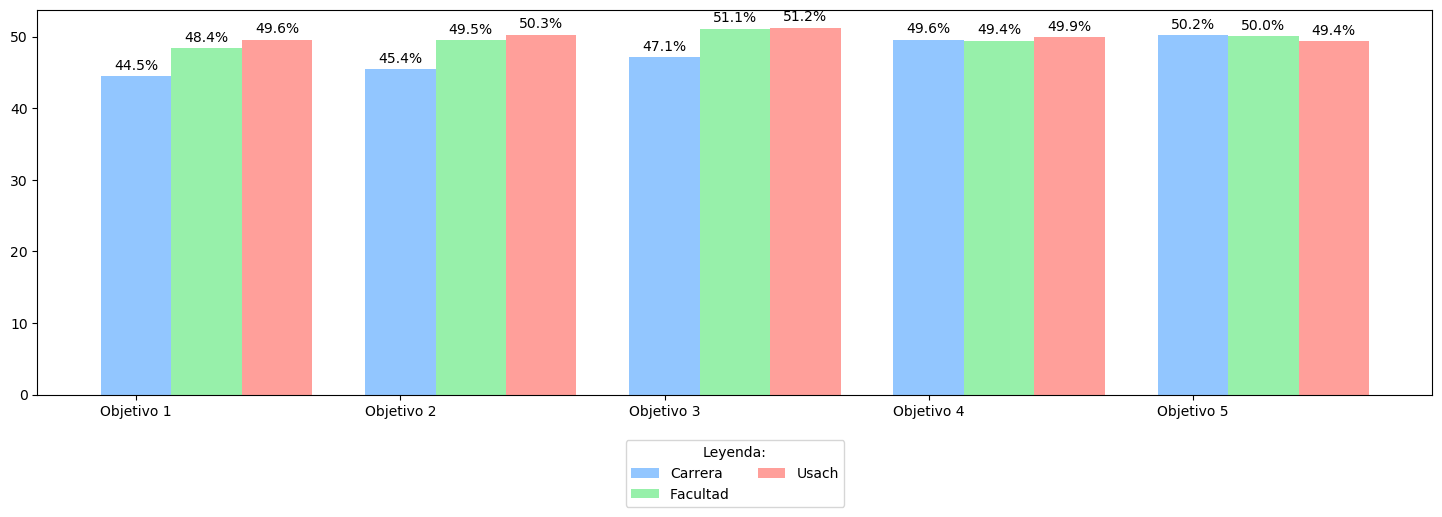 50
40
30
20
10
0
44.5%
48.4%
49.6%
45.4%
49.5%
50.3%
47.1%
51.1%
51.2%
49.6%
49.4%
49.9%
50.2%
50.0%
49.4%
Objetivo 1
Objetivo 2
Objetivo 3
Objetivo 4
Objetivo 5
Leyenda:
Carrera
Facultad
Usach